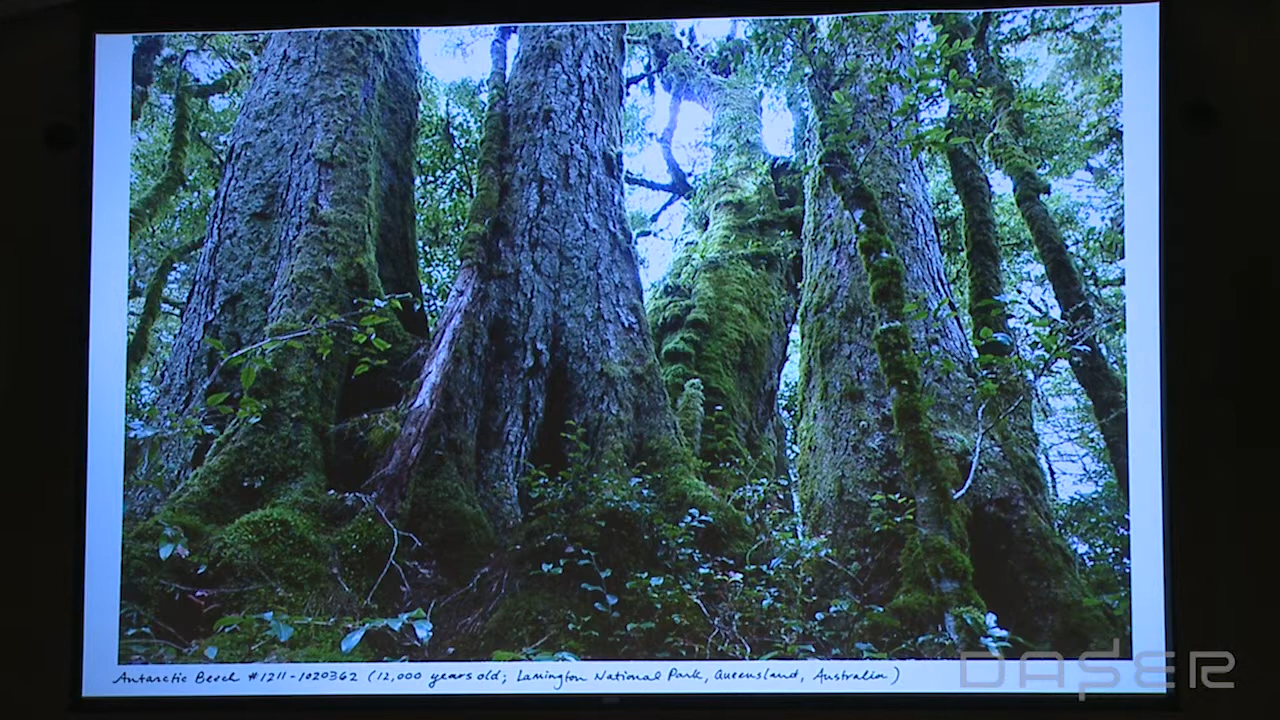 Antarctic Beech #1211-1020362 (12,000 years old; Lamington National Park, Queensland, Australia)
DASER